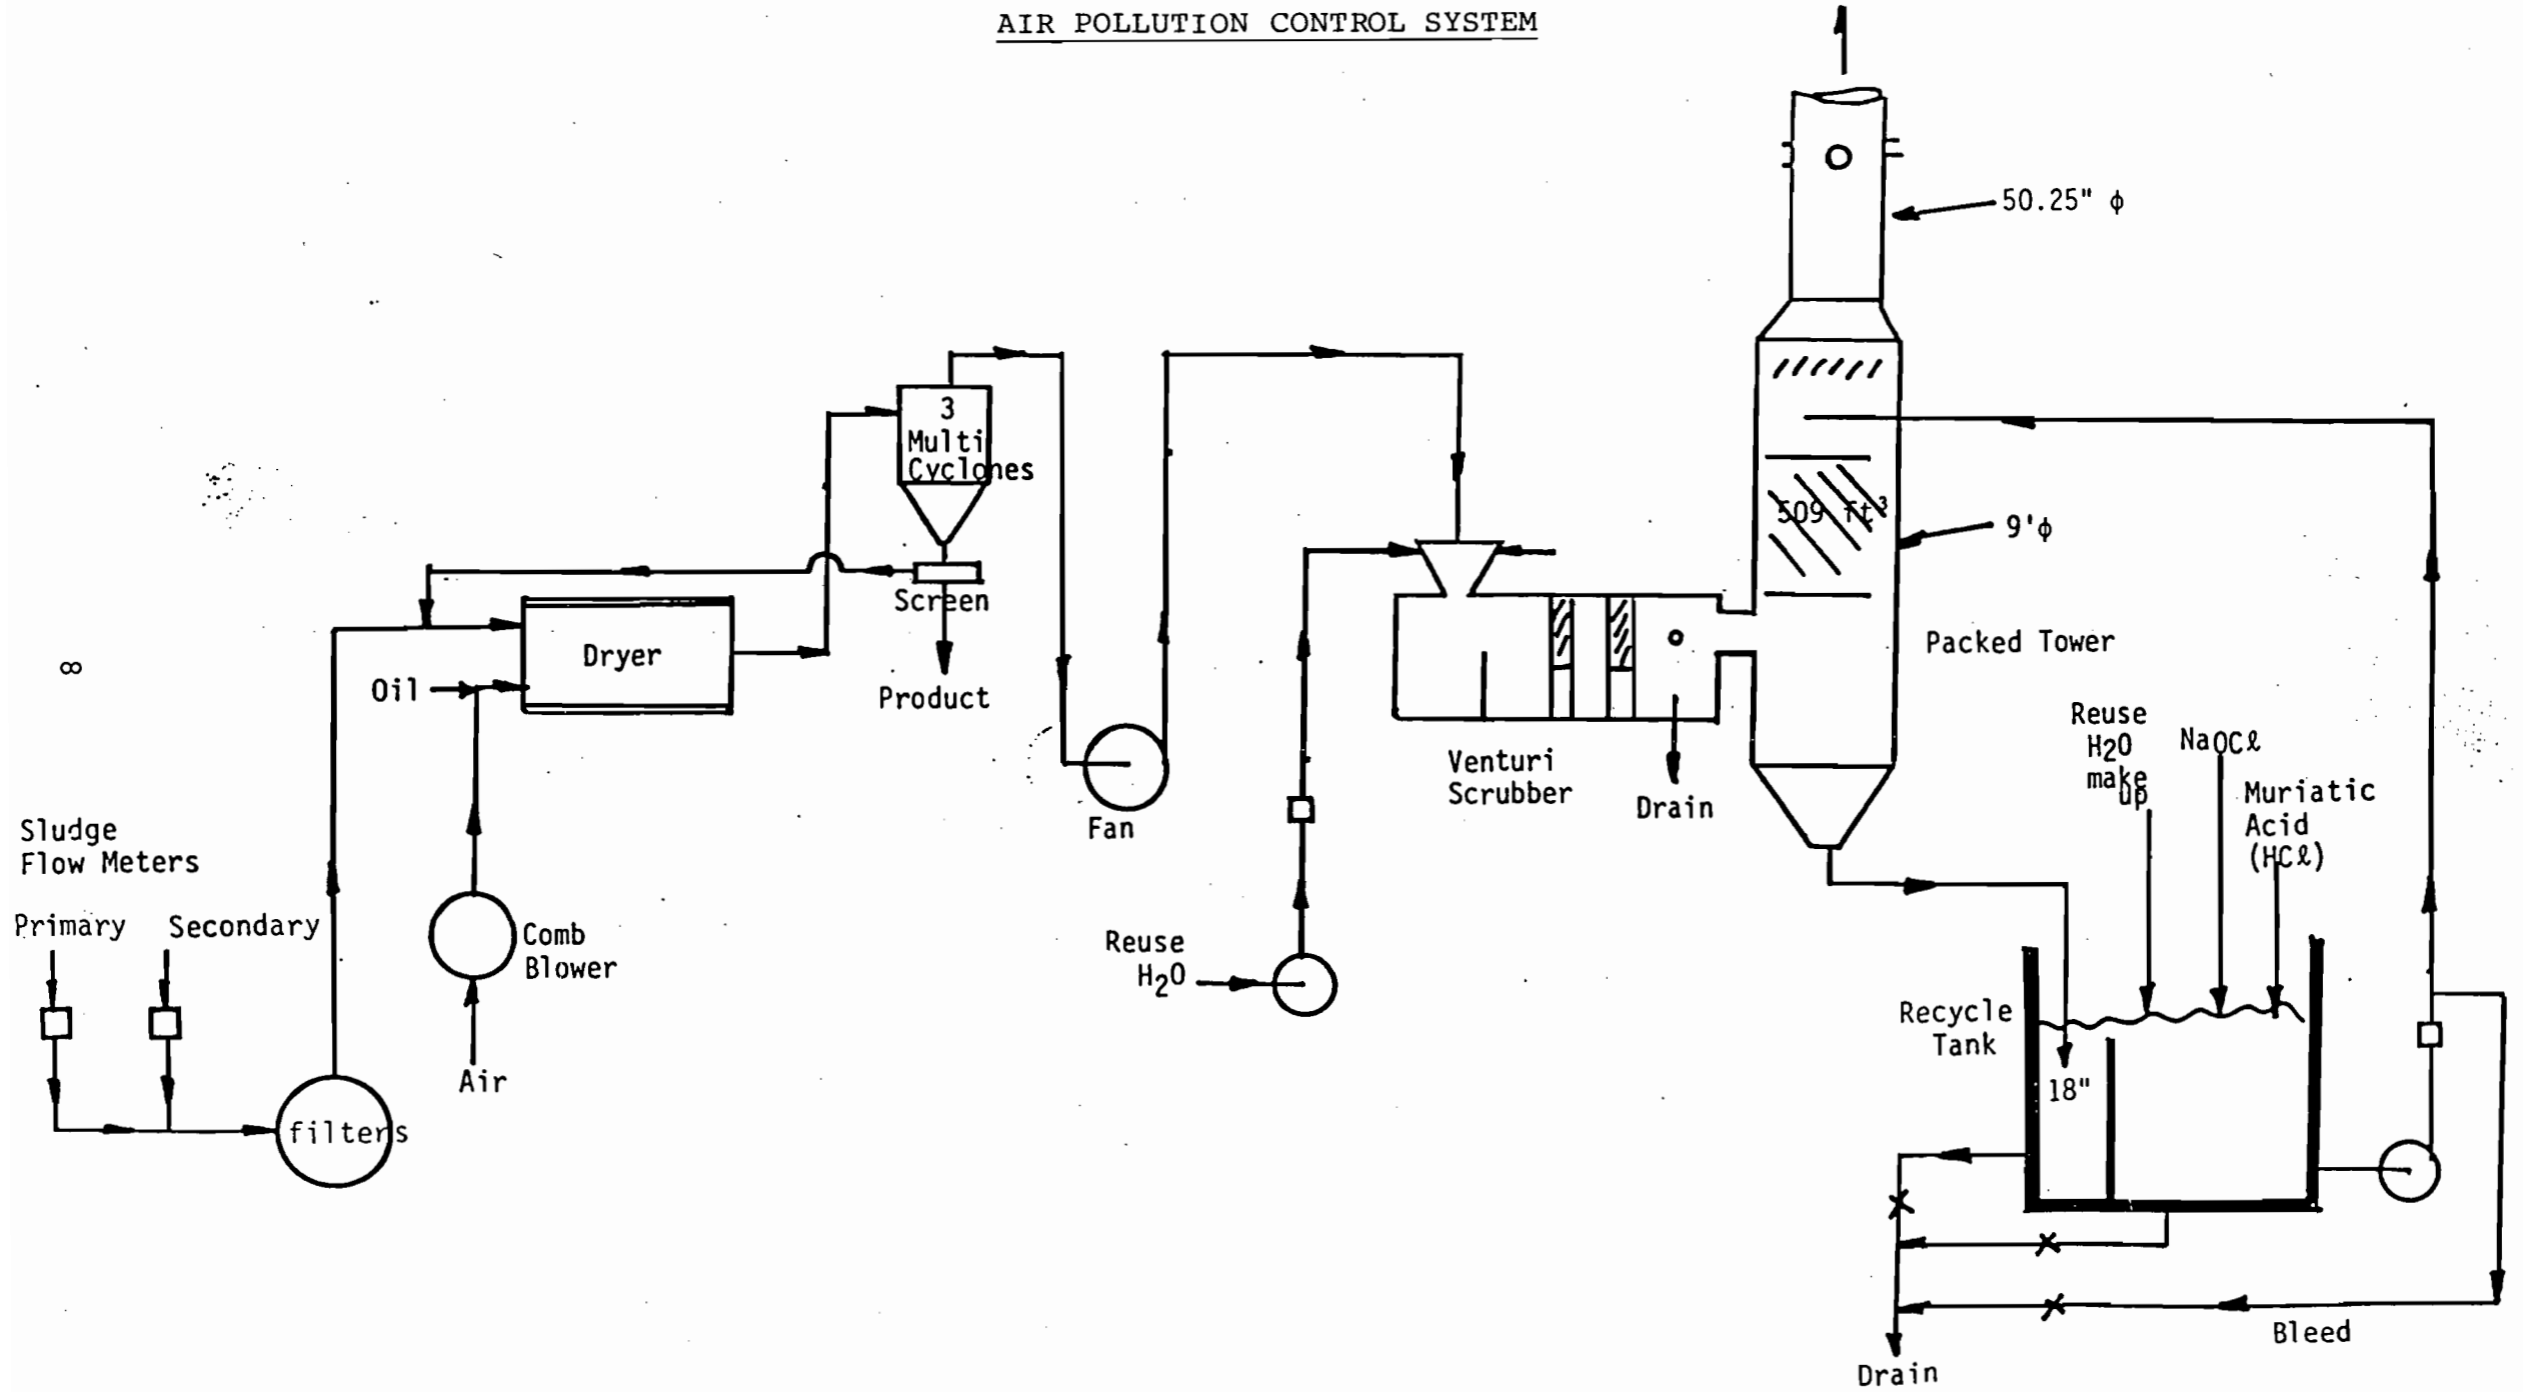 AIR POLLUTION CONTROL SYSTEM
50.25" ϕ
3
Multi
Cyclones
509 ft³
9'ϕ
Screen
Dryer
Packed Tower
∞
Oil
Product
Reuse
H2O
make
up
NaOCℓ
Venturi
Scrubber
Muriatic
Acid
(HCℓ)
Drain
Fan
Sludge
Flow Meters
Primary
Secondary
Comb
Blower
Reuse
H2O
Recycle
Tank
Air
18"
filters
Bleed
Drain